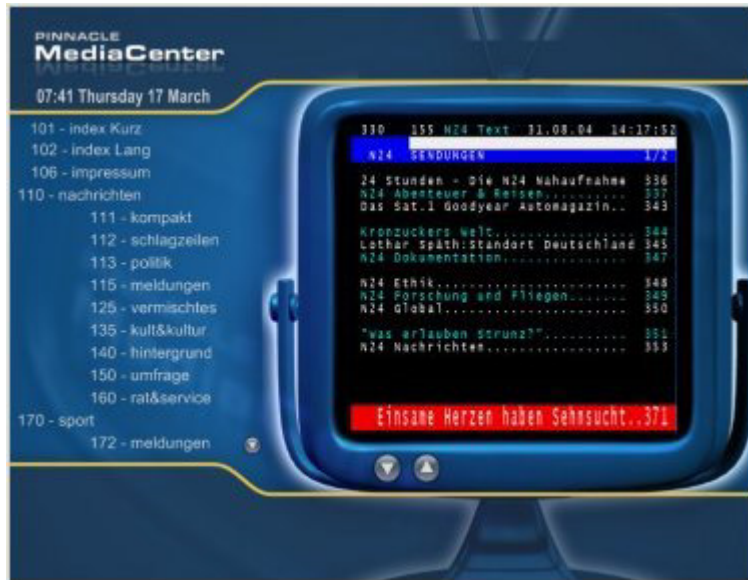 PINNACLE
MediaCenter
07:41 Thursday 17 March
101 - index Kurz
102 - index Lang
106 - impressum
110 - nachrichten
111 - kompakt
112 - schlagzeilen
113 - politik
115 - meldungen
125 - vermischtes
135 - kult&kultur
140 - hintergrund
150 - umfrage
160 - rat&service
170 - sport
172 - meldungen
330 155 N24 Text 31.08.04 14:17:52
N24 SENDUNGEN 1/2
24 Stunden - Die N24 Nahaufnahme 336
N24 Abenteuer & Reisen..... 337
Das Sat.1 Goodyear Automagazin.. 343
Kronzuckers Welt................ 344
Lothar Späth:Standort Deutschland 345
N24 Dokumentation............... 347
N24 Ethik....................... 348
N24 Forschung und Fliegen....... 349
N24 Global...................... 350
"Was erlauben Strunz?".......... 351
N24 Nachrichten................. 353
Einsame Herzen haben Sehnsucht..371